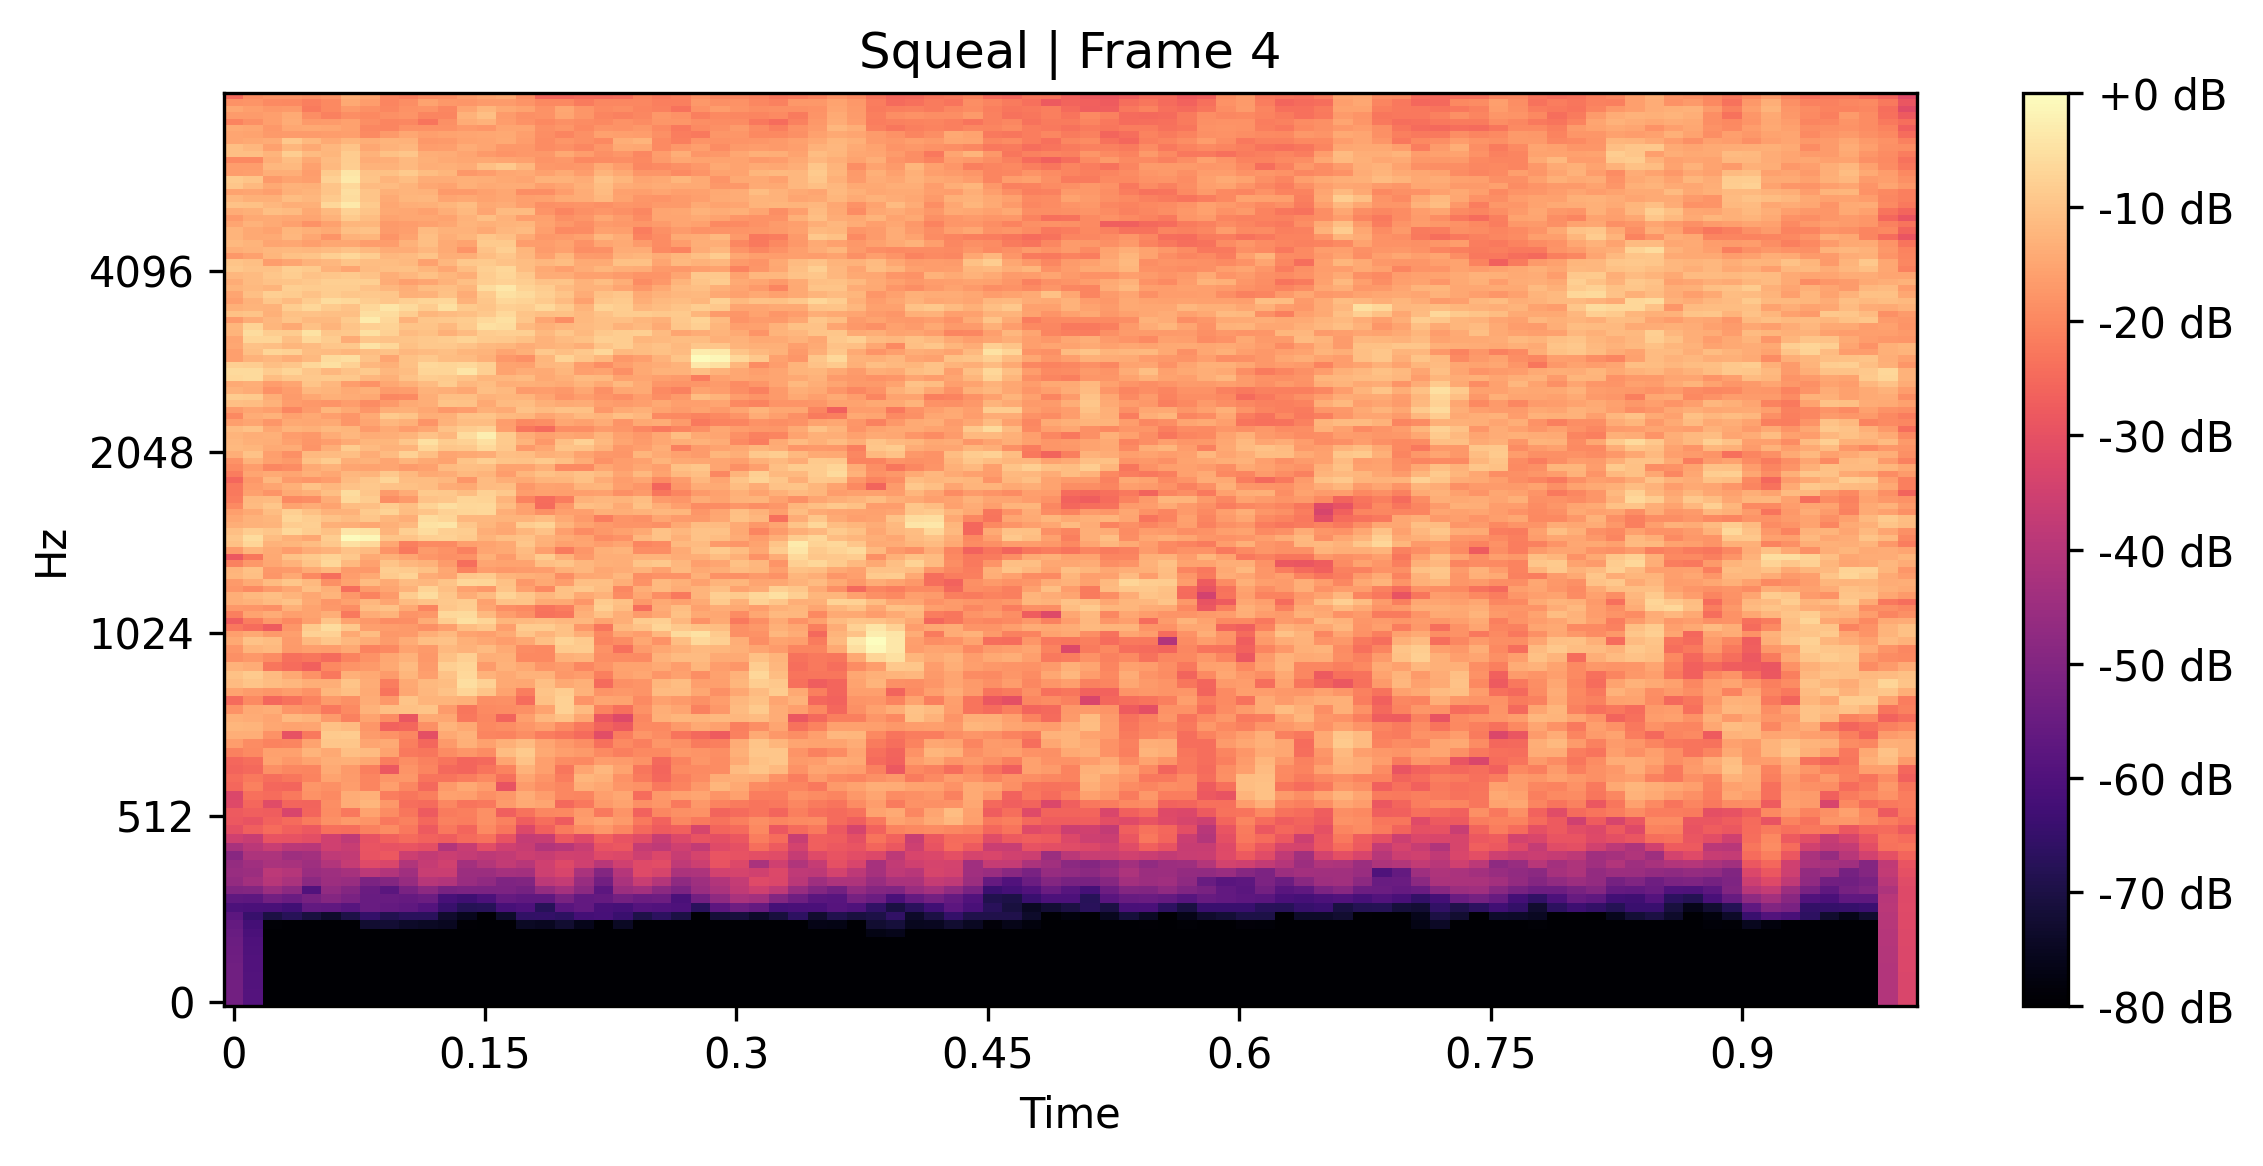 Squeal | Frame 4
+0 dB
-10 dB
-20 dB
-30 dB
-40 dB
-50 dB
-60 dB
-70 dB
-80 dB
Hz
4096
2048
1024
512
0
0 0.15 0.3 0.45 0.6 0.75 0.9
Time